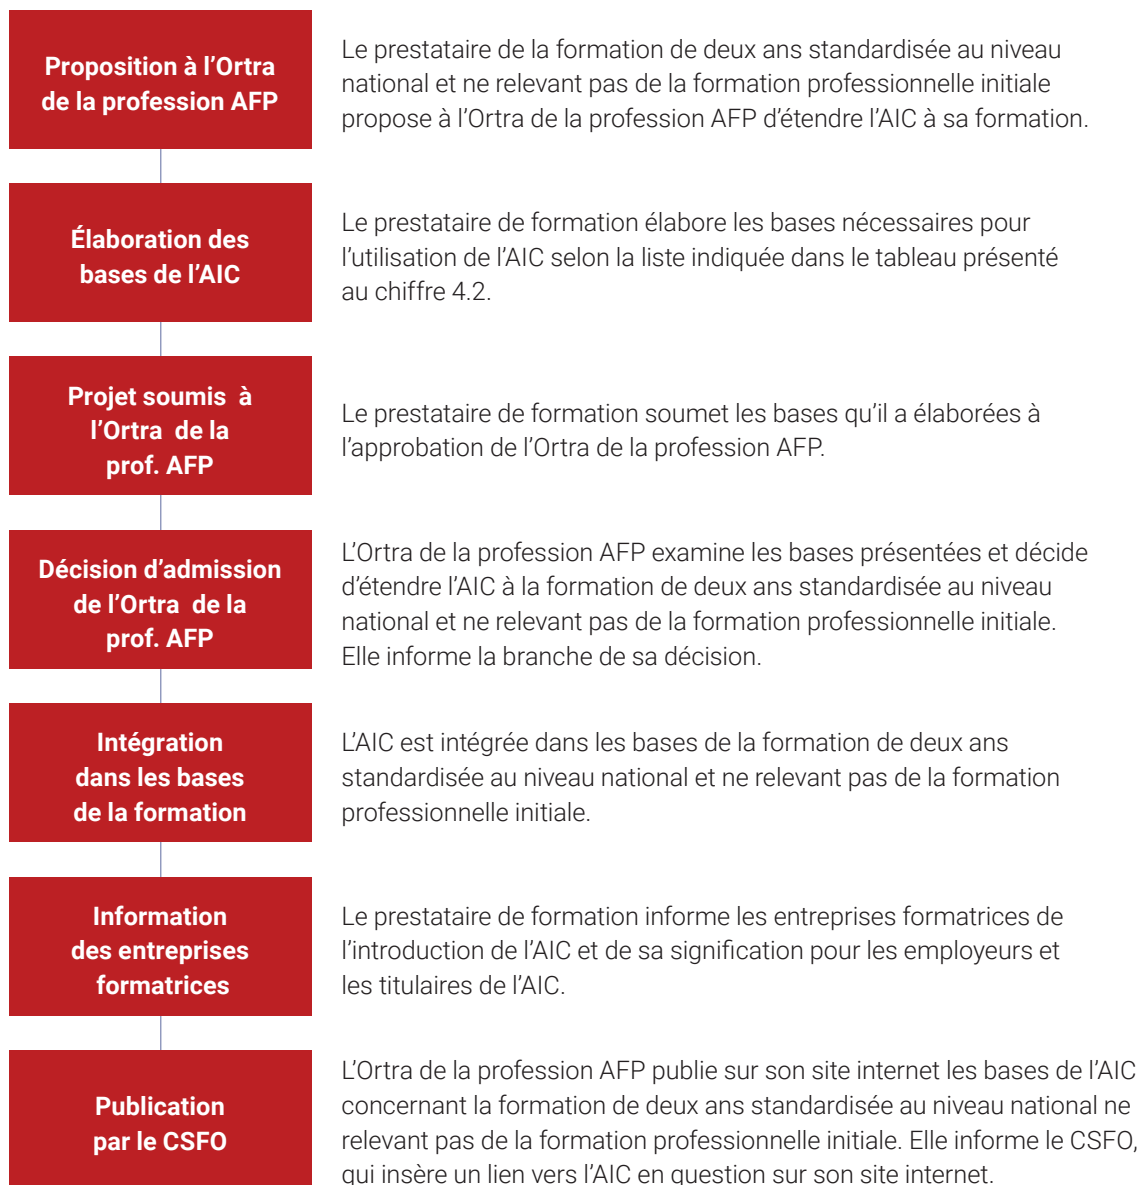 Proposition à l’Ortra
de la profession AFP
Le prestataire de la formation de deux ans standardisée au niveau
national et ne relevant pas de la formation professionnelle initiale
propose à l’Ortra de la profession AFP d’étendre l’AIC à sa formation.
Élaboration des
bases de l’AIC
Le prestataire de formation élabore les bases nécessaires pour
l’utilisation de l’AIC selon la liste indiquée dans le tableau présenté
au chiffre 4.2.
Projet soumis à
l’Ortra de la
prof. AFP
Le prestataire de formation soumet les bases qu’il a élaborées à
l’approbation de l’Ortra de la profession AFP.
Décision d’admission
de l’Ortra de la
prof. AFP
L’Ortra de la profession AFP examine les bases présentées et décide
d’étendre l’AIC à la formation de deux ans standardisée au niveau
national et ne relevant pas de la formation professionnelle initiale.
Elle informe la branche de sa décision.
Intégration
dans les bases
de la formation
L’AIC est intégrée dans les bases de la formation de deux ans
standardisée au niveau national et ne relevant pas de la formation
professionnelle initiale.
Information
des entreprises
formatrices
Le prestataire de formation informe les entreprises formatrices de
l’introduction de l’AIC et de sa signification pour les employeurs et
les titulaires de l’AIC.
Publication
par le CSFO
L’Ortra de la profession AFP publie sur son site internet les bases de l’AIC
concernant la formation de deux ans standardisée au niveau national ne
relevant pas de la formation professionnelle initiale. Elle informe le CSFO,
qui insère un lien vers l’AIC en question sur son site internet.